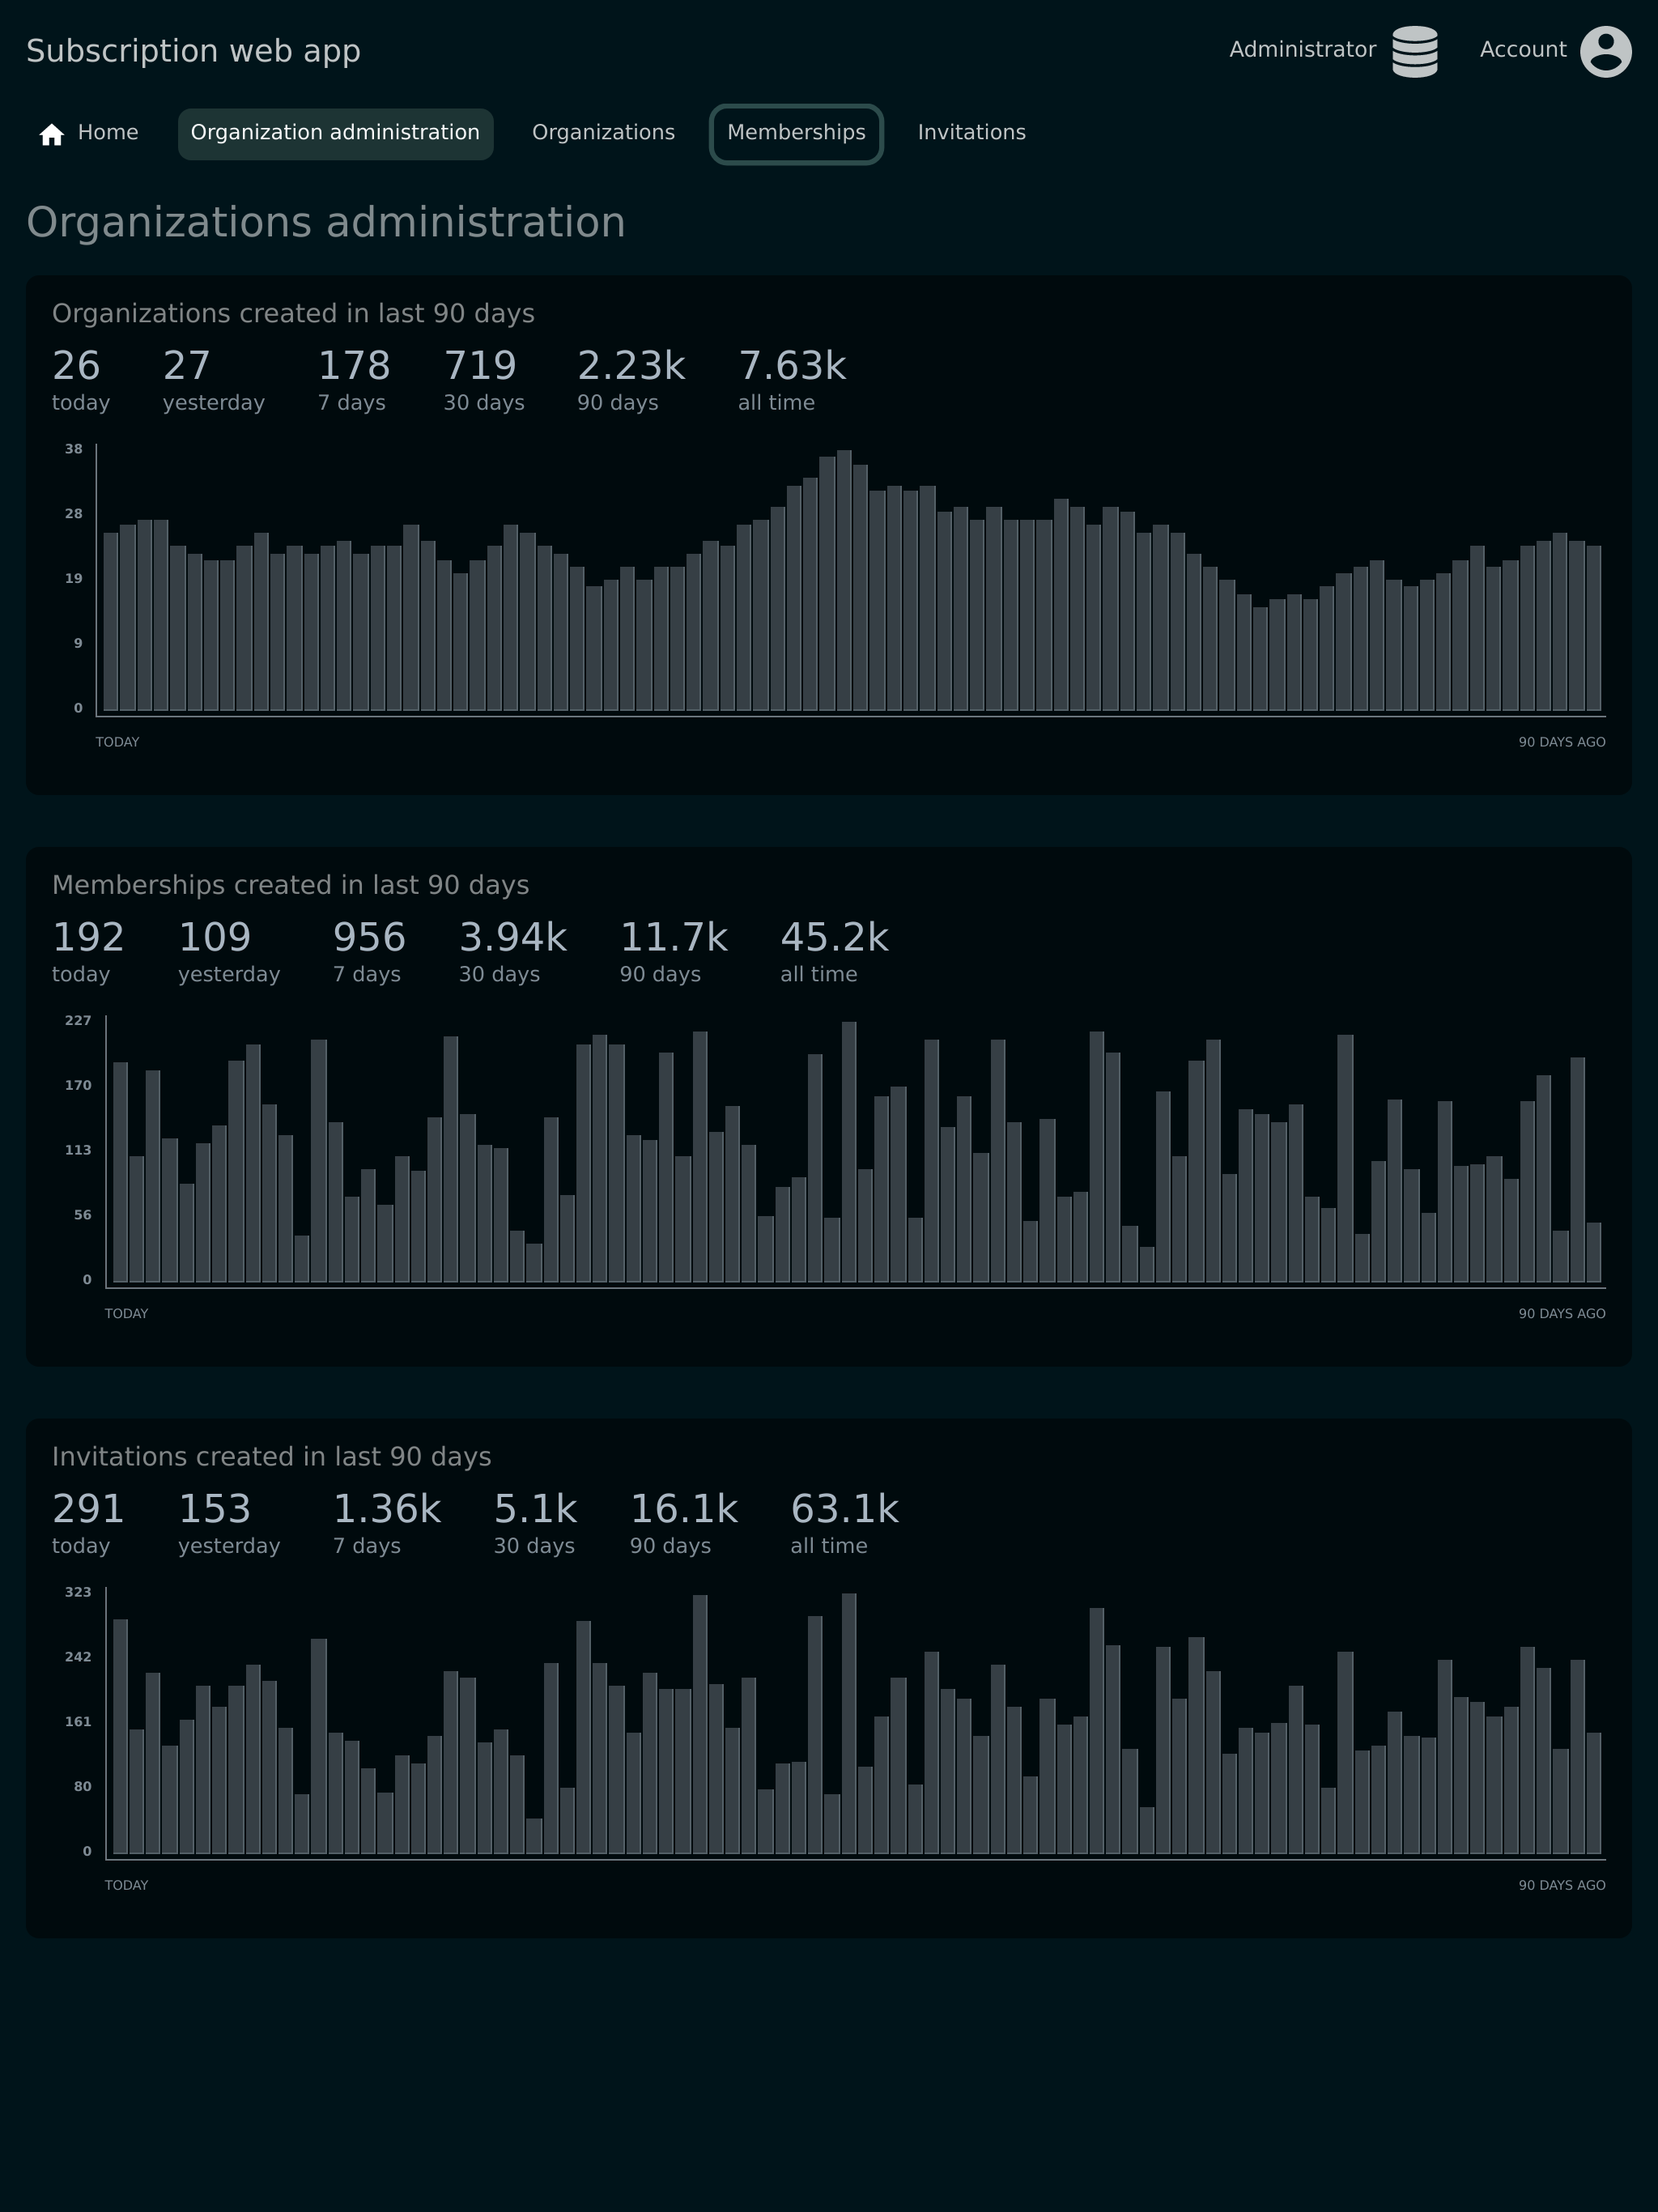 Subscription web app
Administrator
Account
Home
Organization administration
Organizations
Memberships
Invitations
Organizations administration
Organizations created in last 90 days
26 27 178 719 2.23k 7.63k
today yesterday 7 days 30 days 90 days all time
38
28
19
9
0
TODAY 90 DAYS AGO
Memberships created in last 90 days
192 109 956 3.94k 11.7k 45.2k
today yesterday 7 days 30 days 90 days all time
227
170
113
56
0
TODAY 90 DAYS AGO
Invitations created in last 90 days
291 153 1.36k 5.1k 16.1k 63.1k
today yesterday 7 days 30 days 90 days all time
323
242
161
80
0
TODAY 90 DAYS AGO